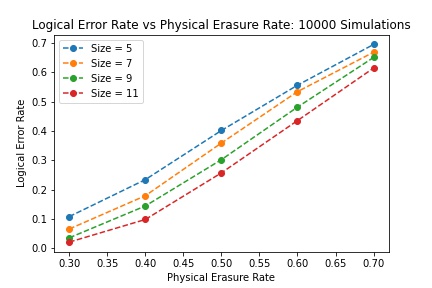 Logical Error Rate vs Physical Erasure Rate: 10000 Simulations
0.7
0.6
0.5
0.4
0.3
0.2
0.1
0.0
Logical Error Rate
Size = 5
Size = 7
Size = 9
Size = 11
0.30 0.35 0.40 0.45 0.50 0.55 0.60 0.65 0.70
Physical Erasure Rate